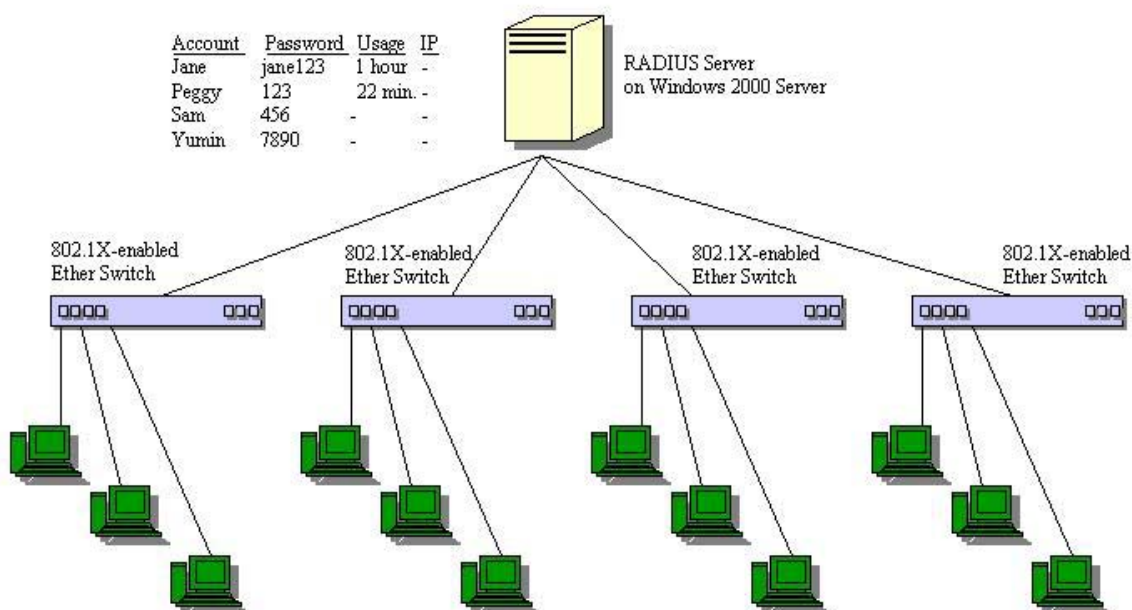 Account Password Usage IP
Jane jane123 1 hour -
Peggy 123 22 min. -
Sam 456 - -
Yumin 7890 - -
RADIUS Server
on Windows 2000 Server
802.1X-enabled
Ether Switch
802.1X-enabled
Ether Switch
802.1X-enabled
Ether Switch
802.1X-enabled
Ether Switch